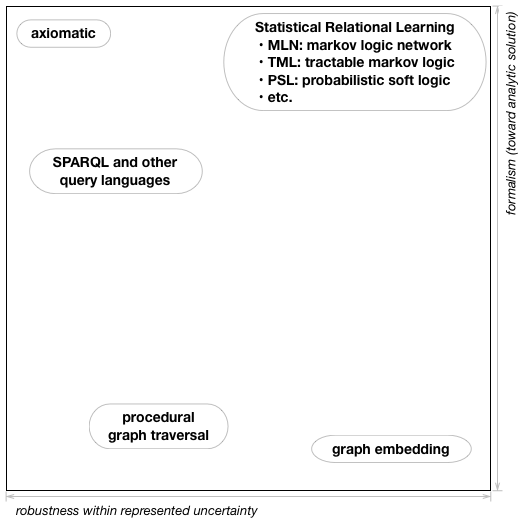 axiomatic
Statistical Relational Learning
· MLN: markov logic network
· TML: tractable markov logic
· PSL: probabilistic soft logic
· etc.
SPARQL and other
query languages
procedural
graph traversal
graph embedding
robustness within represented uncertainty
formalism (toward analytic solution)